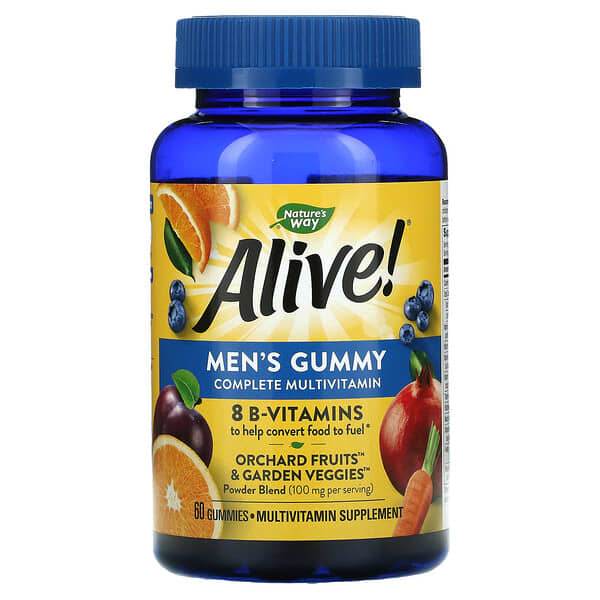 Nature's
Way
Alive!®
MEN'S GUMMY
COMPLETE MULTIVITAMIN
8 B-VITAMINS
to help convert food to fuel*
ORCHARD FRUITS™
& GARDEN VEGGIES™
Powder Blend (100 mg per serving)
60 GUMMIES • MULTIVITAMIN SUPPLEMENT